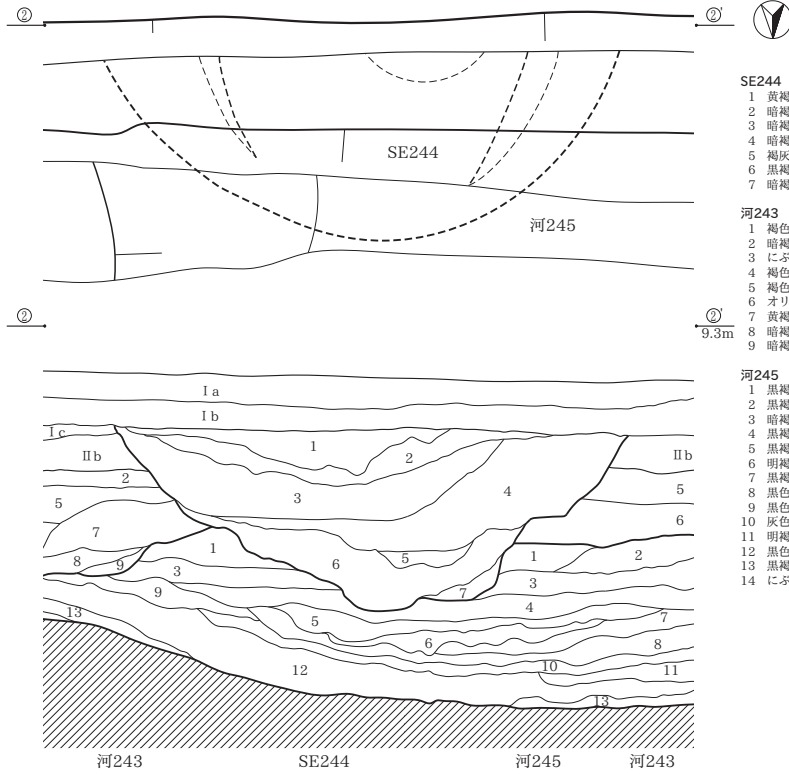 ② ②'
SE244
河245
② ②'
9.3m
Ⅰa
Ⅰb
Ⅰc
Ⅱb Ⅱb
1
2
3
4
5
6
7
2
5
7
8
9
5
6
1
3
9
13
1
2
3
4
5
6
7
8
10
11
12
13
河243 SE244 河245 河243
SE244
1 黄褐
2 暗褐
3 暗褐
4 暗褐
5 褐灰
6 黒褐
7 暗褐
河243
1 褐色
2 暗褐
3 にぶ
4 褐色
5 褐色
6 オリ
7 黄褐
8 暗褐
9 暗褐
河245
1 黒褐
2 黒褐
3 暗褐
4 黒褐
5 黒褐
6 明褐
7 黒褐
8 黒色
9 黒色
10 灰色
11 明褐
12 黒色
13 黒褐
14 にぶ